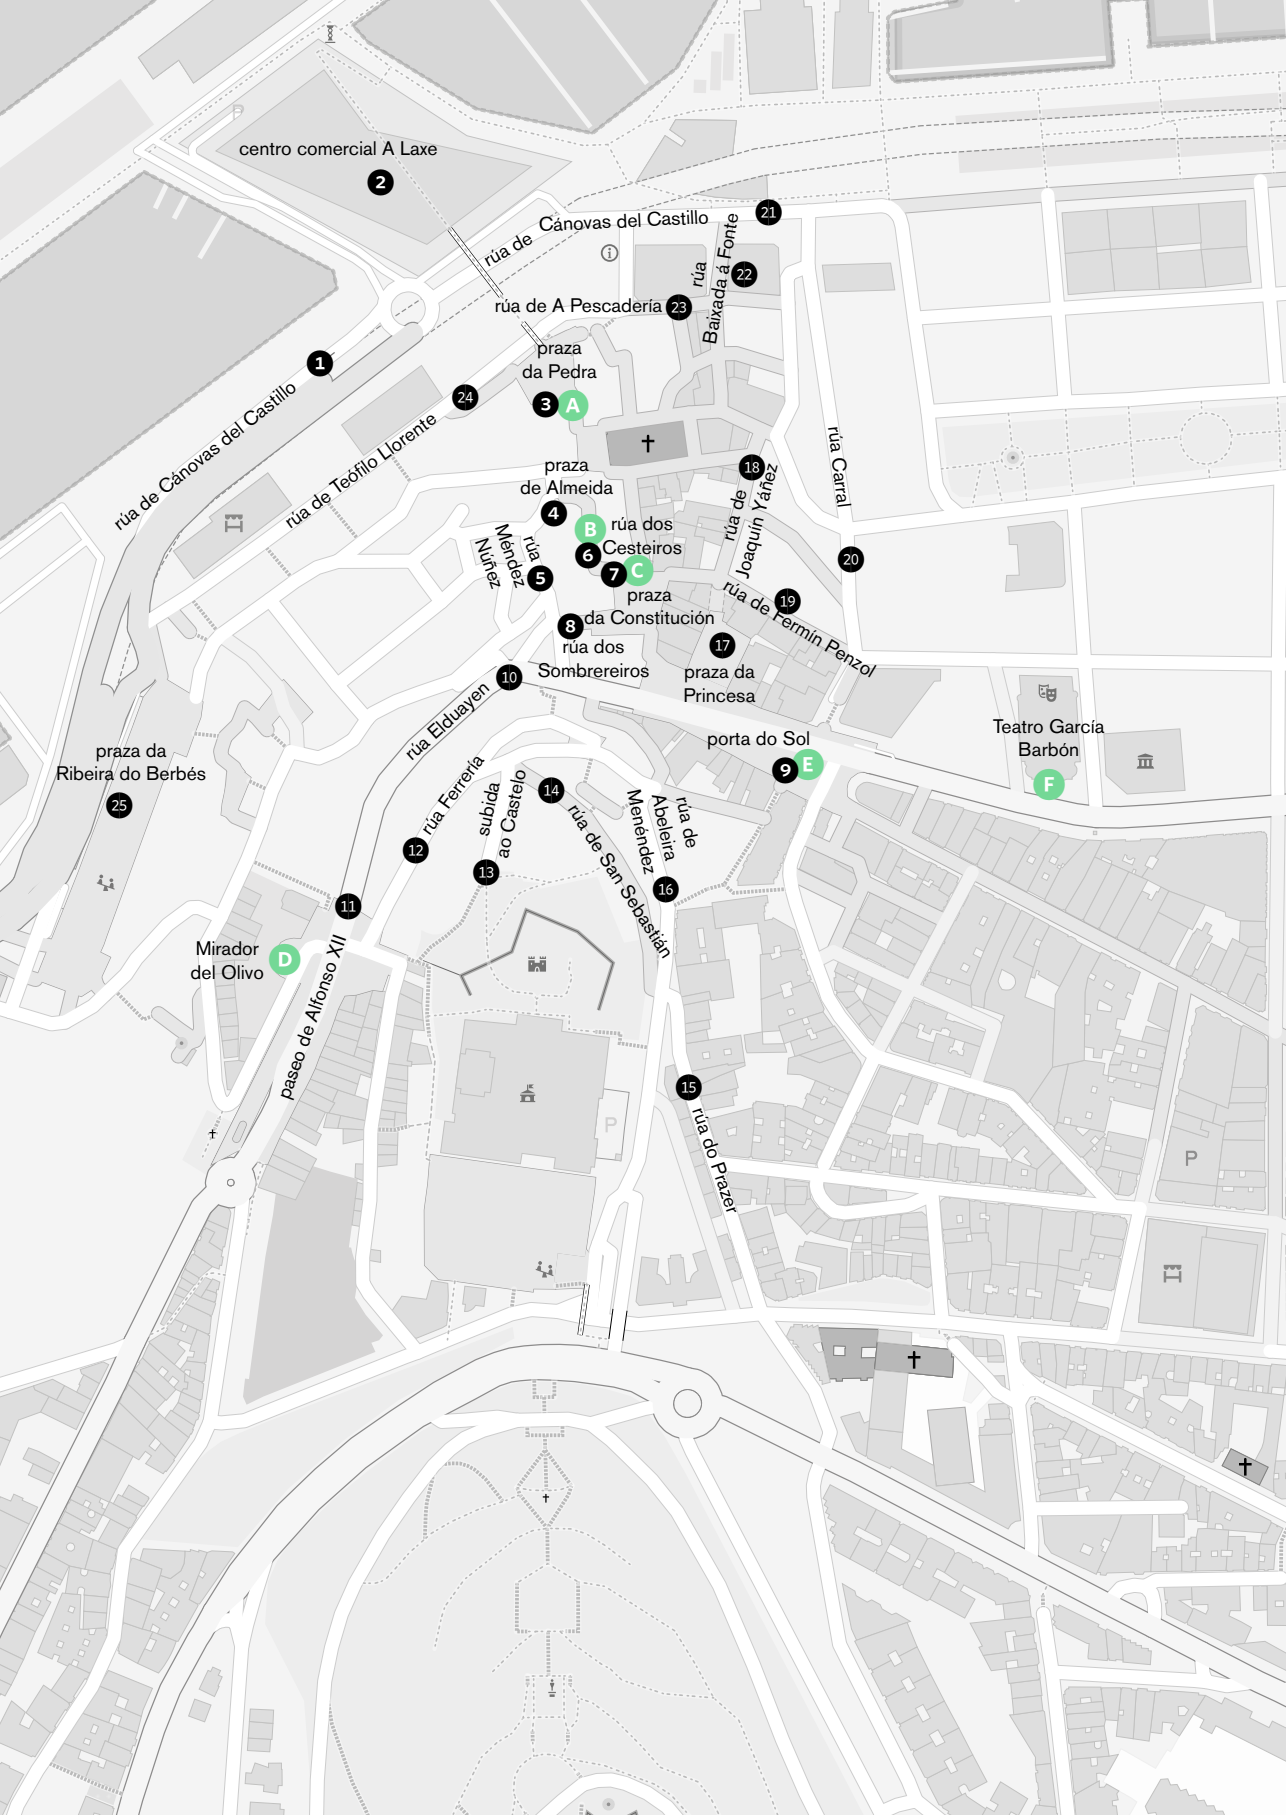 P
centro comercial A Laxe
2
rúa de
Cánovas del Castillo
21
rúa
Baixada á Fonte
22
rúa de A Pescadería
23
1
rúa de Cánovas del Castillo
praza
da Pedra
3
A
24
rúa de Teófilo Llorente
rúa Carral
18
rúa de
Joaquín Yáñez
praza
de Almeida
4
B
rúa dos
Cesteiros
6
7
C
rúa
Méndez
Núñez
5
20
praza
da Constitución
8
rúa dos
Sombrereiros
19
rúa de Fermín Penzol
17
praza da
Princesa
10
rúa Elduayen
porta do Sol
9
E
Teatro García
Barbón
F
praza da
Ribeira do Berbés
25
rúa Ferrería
12
subida
ao Castelo
13
14
rúa de San Sebastián
rúa de
Abeleira
Menéndez
16
11
Mirador
del Olivo
D
paseo de Alfonso XII
15
rúa do Prazer
P
P